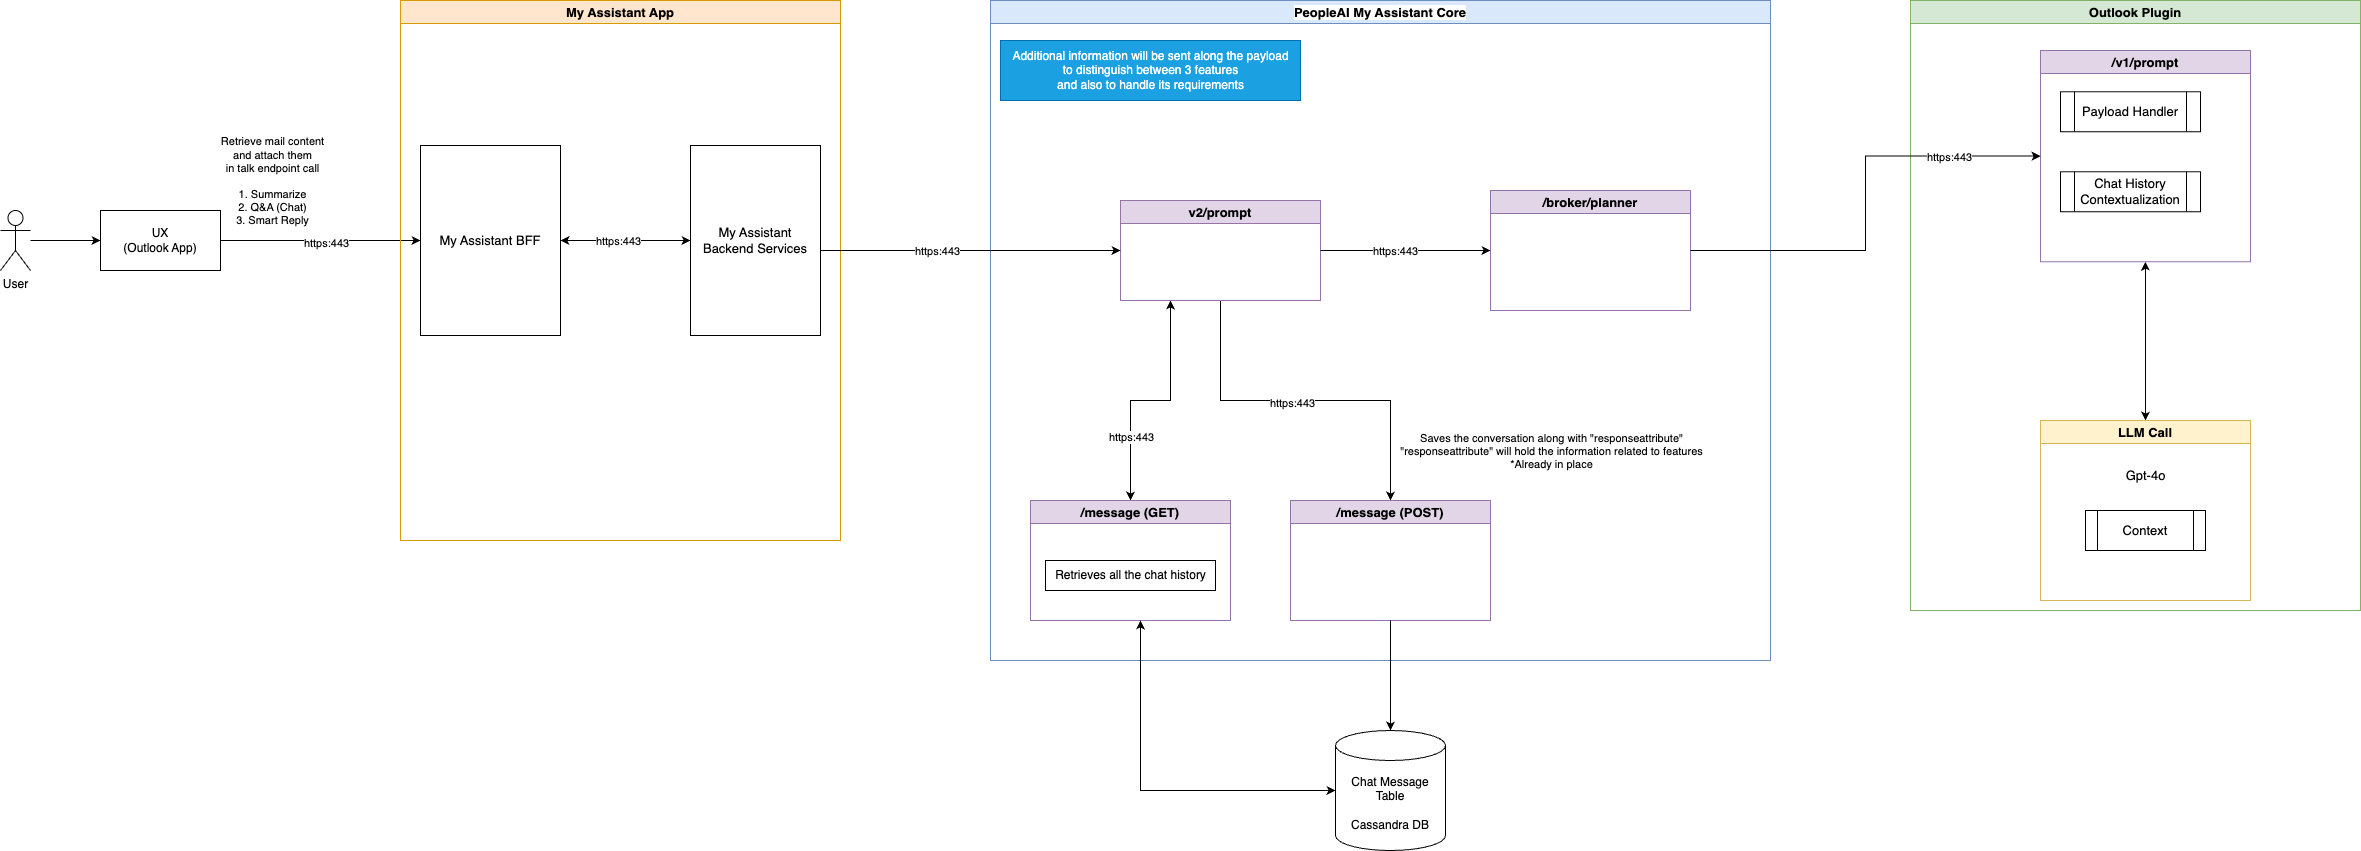 My Assistant App
PeopleAI My Assistant Core
Outlook Plugin
Additional information will be sent along the payload
to distinguish between 3 features
and also to handle its requirements
/v1/prompt
Payload Handler
Chat History
Contextualization
Retrieve mail content
and attach them
in talk endpoint call
1. Summarize
2. Q&A (Chat)
3. Smart Reply
User
UX
(Outlook App)
https:443
My Assistant BFF
https:443
My Assistant
Backend Services
https:443
v2/prompt
https:443
/broker/planner
https:443
https:443
https:443
Saves the conversation along with "responseattribute"
"responseattribute" will hold the information related to features
*Already in place
/message (GET)
Retrieves all the chat history
/message (POST)
LLM Call
Gpt-4o
Context
Chat Message
Table
Cassandra DB